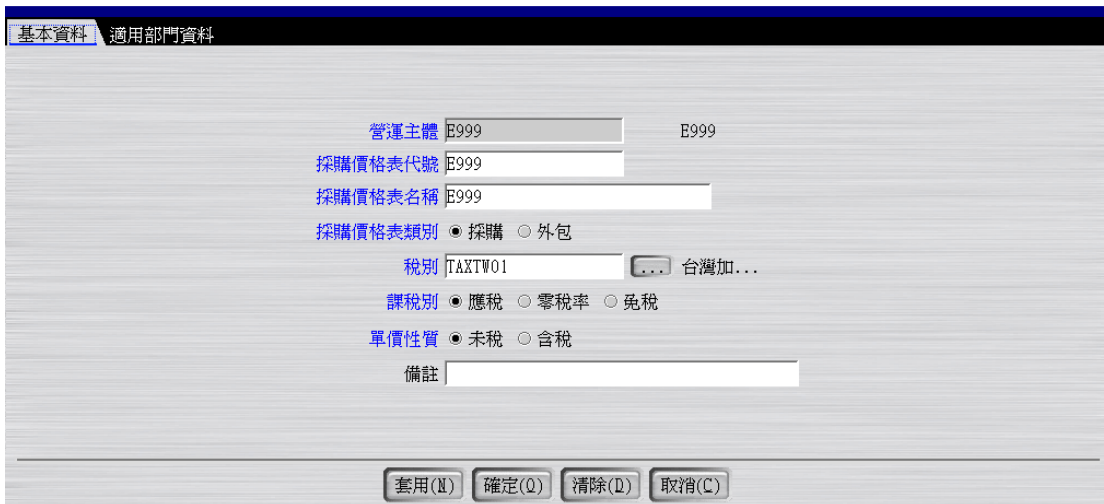 基本資料 適用部門資料
營運主體 E999 E999
採購價格表代號 E999
採購價格表名稱 E999
採購價格表類別 採購 外包
稅別 TAXTW01 ... 台灣加...
課稅別 應稅 零稅率 免稅
單價性質 未稅 含稅
備註
套用(N) 確定(Q) 清除(D) 取消(C)